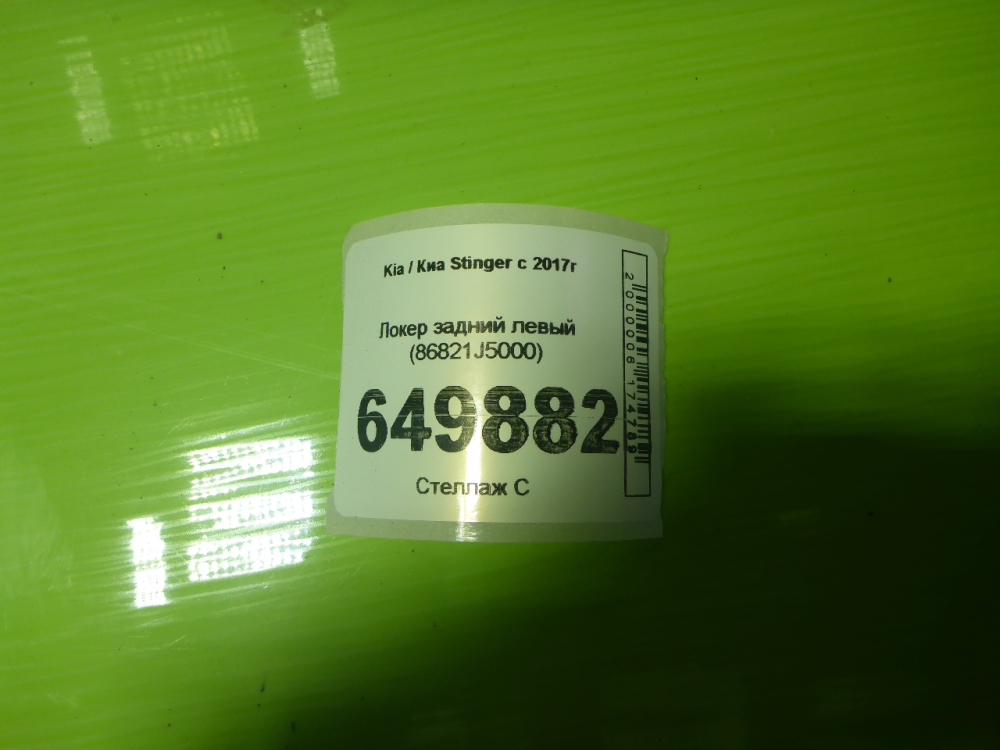 Kia / Киа Stinger с 2017г
Локер задний левый
(86821J5000)
649882
Стеллаж С
2000006174789